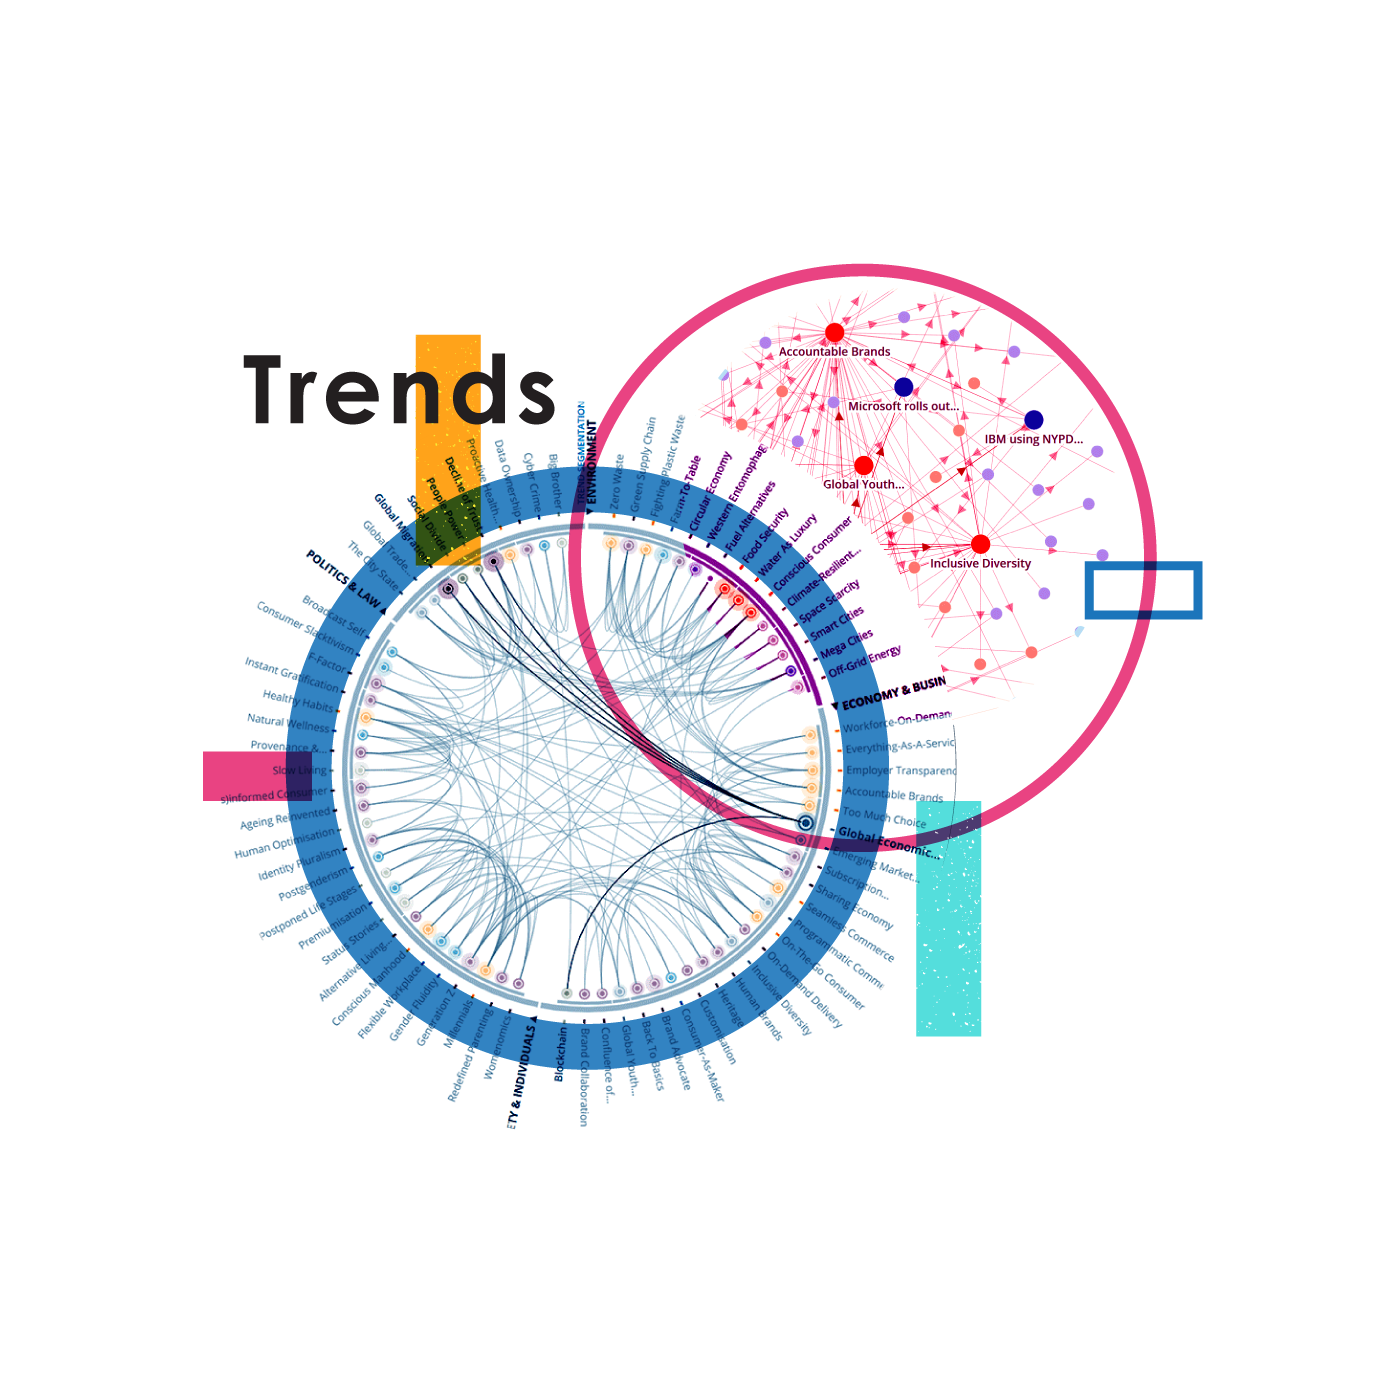 Trends
TREND SEGMENTATION
ENVIRONMENT
Zero Waste
Green Supply Chain
Fighting Plastic Waste
Farm-To-Table
Circular Economy
Western Entomophag
Fuel Alternatives
Food Security
Water As Luxury
Conscious Consumer
Climate-Resilient...
Space Scarcity
Smart Cities
Mega Cities
Off-Grid Energy
ECONOMY & BUSIN
Workforce-On-Deman
Everything-As-A-Servic
Employer Transparenc
Accountable Brands
Too Much Choice
Global Economic...
Emerging Market...
Subscription...
Sharing Economy
Seamless Commerce
Programmatic Comme
On-The-Go Consumer
On-Demand Delivery
Inclusive Diversity
Human Brands
Heritage
Customisation
Consumer-As-Maker
Brand Advocate
Back To Basics
Global Youth...
Confluence of...
Brand Collaboration
Blockchain
ETY & INDIVIDUALS
Womenomics
Redefined Parenting
Millennials
Generation Z
Gender Fluidity
Flexible Workplace
Conscious Manhood
Alternative Living...
Status Stories
Premiumisation
Postponed Life Stages
Postgenderism
Identity Pluralism
Human Optimisation
Ageing Reinvented
s)informed Consumer
Slow Living
Provenance &...
Natural Wellness
Healthy Habits
Instant Gratification
F-Factor
Consumer Slacktivism
Broadcast Self
POLITICS & LAW
The City State
Global Trade...
Global Migration
Social Divide
People Power
Decline of Trust
Proactive Health...
Data Ownership
Cyber Crime
Big Brother
Accountable Brands
Microsoft rolls out...
IBM using NYPD...
Global Youth...
Inclusive Diversity